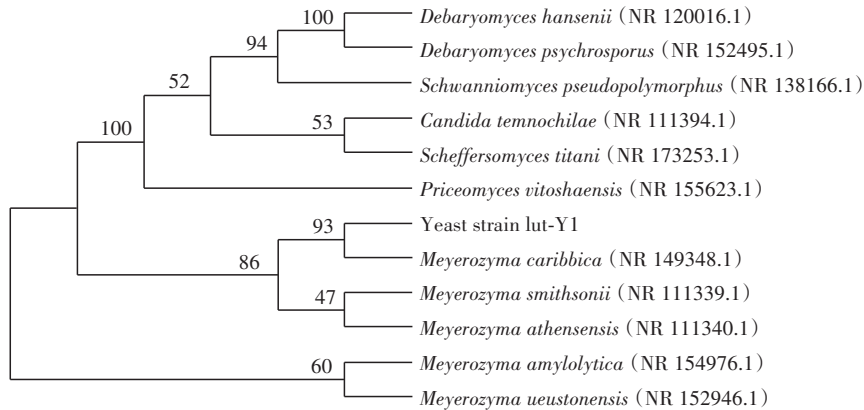 100
Debaryomyces hansenii (NR 120016.1)
94
Debaryomyces psychrosporus (NR 152495.1)
52
Schwanniomyces pseudopolymorphus (NR 138166.1)
53
Candida temnochilae (NR 111394.1)
100
Scheffersomyces titani (NR 173253.1)
Priceomyces vitoshaensis (NR 155623.1)
93
Yeast strain lut-Y1
86
Meyerozyma caribbica (NR 149348.1)
47
Meyerozyma smithsonii (NR 111339.1)
Meyerozyma athensensis (NR 111340.1)
60
Meyerozyma amylolytica (NR 154976.1)
Meyerozyma ueustonensis (NR 152946.1)